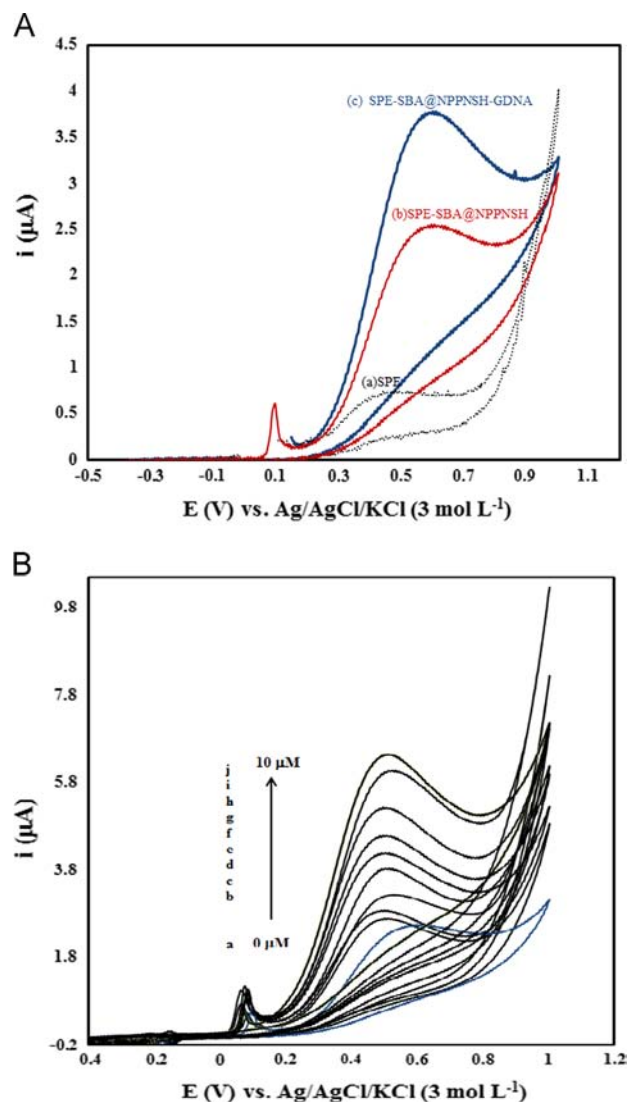 A
4.5
4
3.5
3
2.5
2
1.5
1
0.5
0
i (µA)
(c) SPE-SBA@NPPNSH-GDNA
(b)SPE-SBA@NPPNSH
(a)SPE
-0.5 -0.3 -0.1 0.1 0.3 0.5 0.7 0.9 1.1
E (V) vs. Ag/AgCl/KCl (3 mol L-1)
B
9.8
7.8
5.8
3.8
1.8
-0.2
i (µA)
j 10 µM
i
h
g
f
e
d
c
b
a 0 µM
0.4 0.2 0 0.2 0.4 0.6 0.8 1 1.2
E (V) vs. Ag/AgCl/KCl (3 mol L-1)